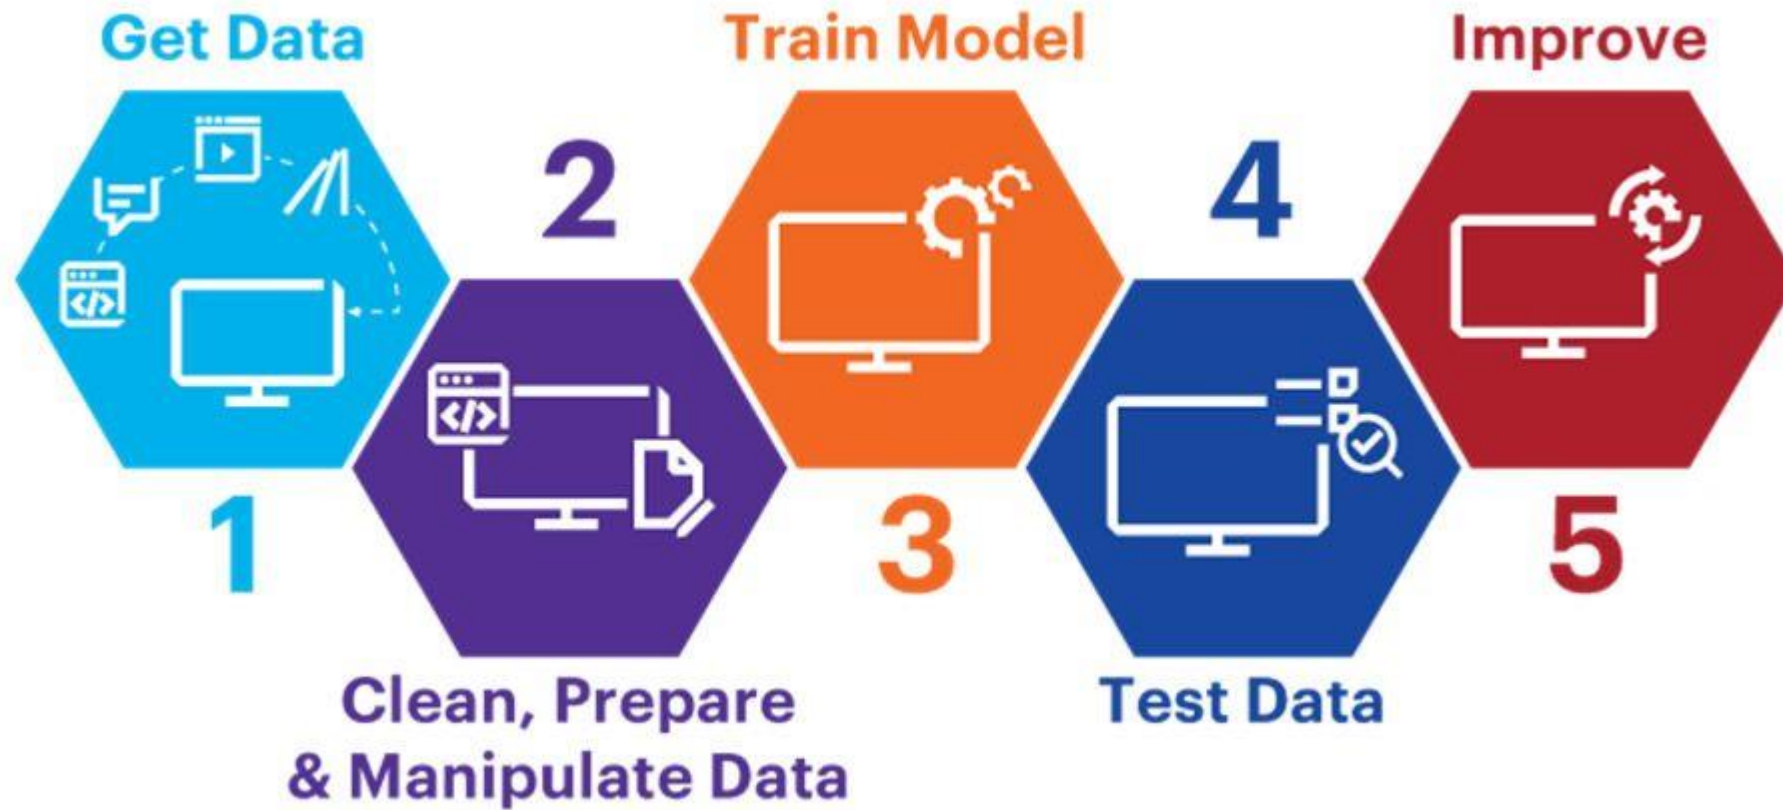 Get Data
1
2
Clean, Prepare
& Manipulate Data
Train Model
3
4
Test Data
Improve
5